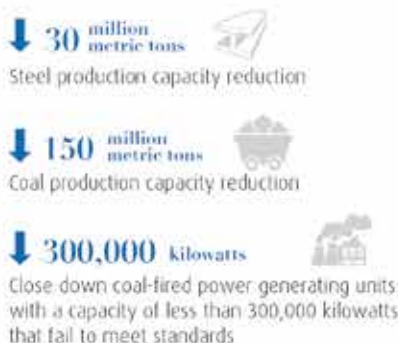 30 million metric tons
Steel production capacity reduction
150 million metric tons
Coal production capacity reduction
300,000 kilowatts
Close down coal-fired power generating units
with a capacity of less than 300,000 kilowatts
that fail to meet standards